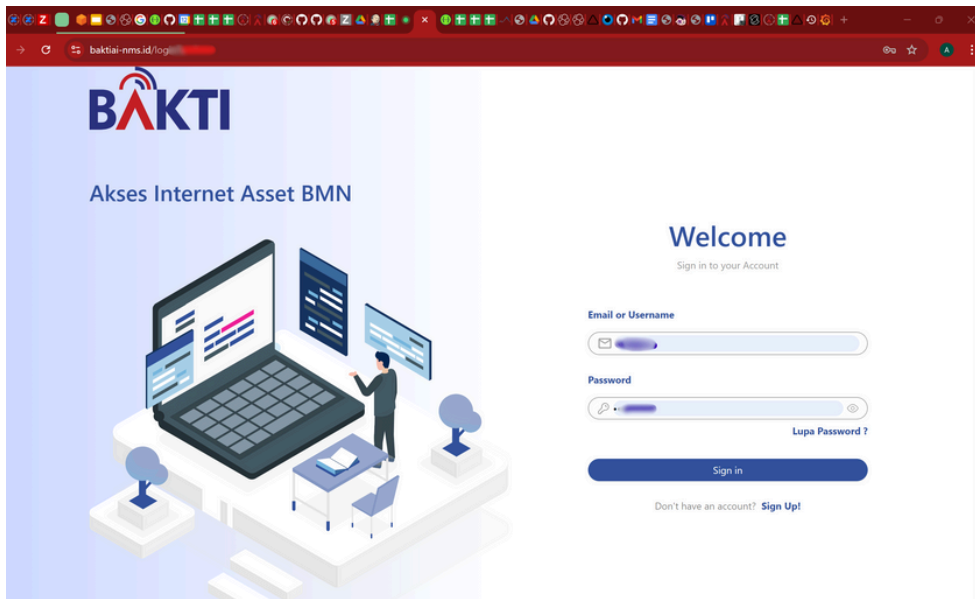 baktiai-nms.id/log
BAKTI
Akses Internet Asset BMN
Welcome
Sign in to your Account
Email or Username
Password
Lupa Password ?
Sign in
Don't have an account? Sign Up!